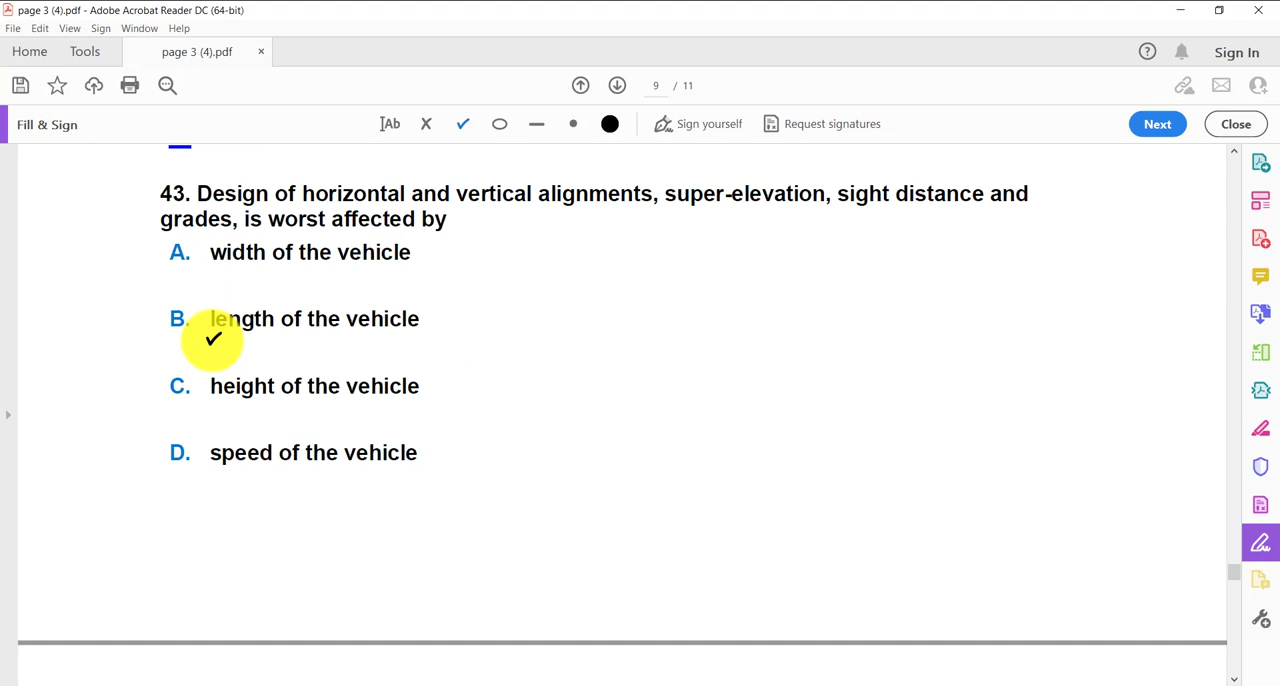 page 3 (4).pdf - Adobe Acrobat Reader DC (64-bit)
File Edit View Sign Window Help
Home Tools page 3 (4).pdf × Sign In
9 / 11
Fill & Sign Ab Sign yourself Request signatures Next Close
43. Design of horizontal and vertical alignments, super-elevation, sight distance and
grades, is worst affected by
A. width of the vehicle
B. length of the vehicle
C. height of the vehicle
D. speed of the vehicle